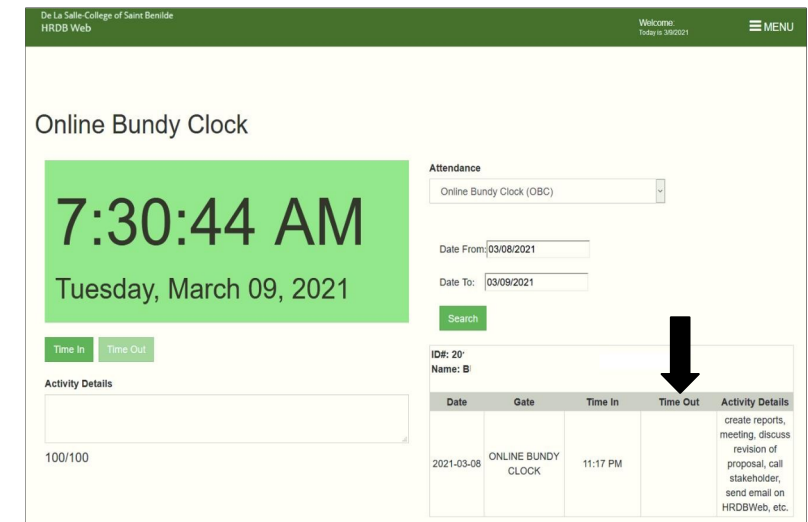 De La Salle-College of Saint Benilde
HRDB Web
Welcome:
Today is 3/9/2021
MENU
Online Bundy Clock
7:30:44 AM
Tuesday, March 09, 2021
Time In
Time Out
Activity Details
100/100
Attendance
Online Bundy Clock (OBC)
Date From: 03/08/2021
Date To: 03/09/2021
Search
ID#: 20
Name: B
Date Gate Time In Time Out Activity Details
2021-03-08
ONLINE BUNDY
CLOCK
11:17 PM
create reports,
meeting, discuss
revision of
proposal, call
stakeholder,
send email on
HRDBWeb, etc.